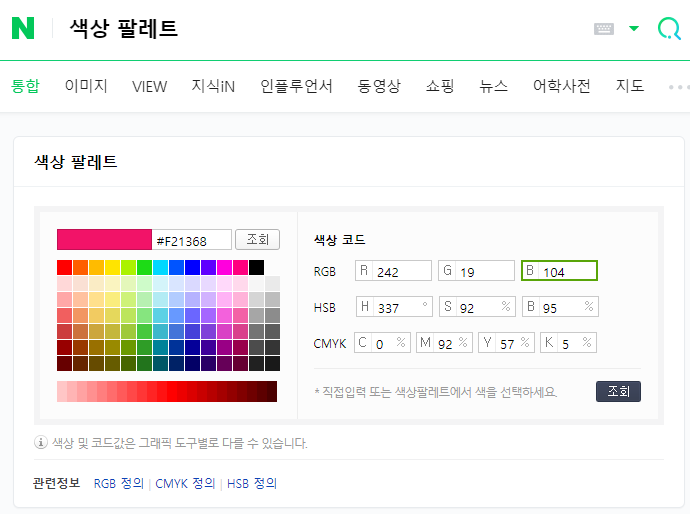 N 색상 팔레트
통합 이미지 VIEW 지식iN 인플루언서 동영상 쇼핑 뉴스 어학사전 지도
색상 팔레트
#F21368 조회
색상 코드
RGB R 242 G 19 B 104
HSB H 337 ° S 92 % B 95 %
CMYK C 0 % M 92 % Y 57 % K 5 %
* 직접입력 또는 색상팔레트에서 색을 선택하세요. 조회
색상 및 코드값은 그래픽 도구별로 다를 수 있습니다.
관련정보 RGB 정의 | CMYK 정의 | HSB 정의